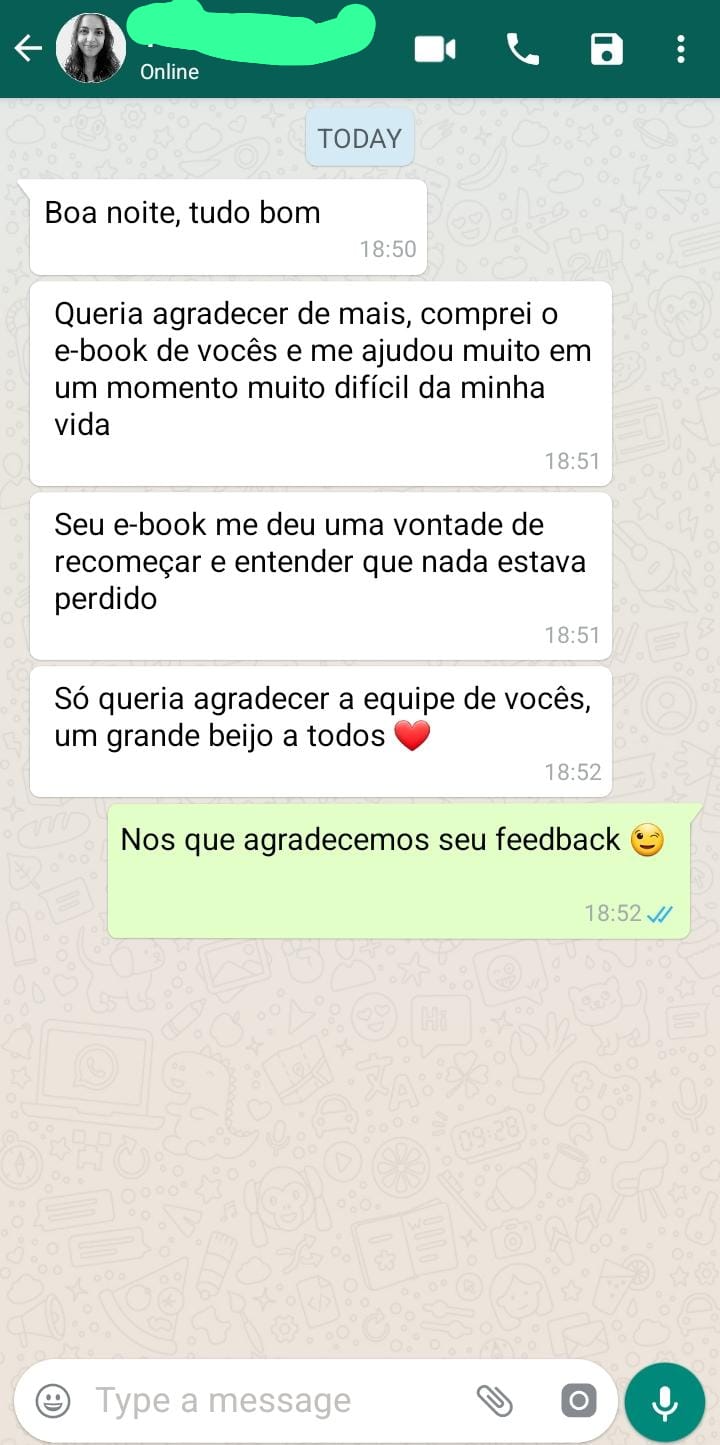 Online
TODAY
Boa noite, tudo bom
18:50
Queria agradecer de mais, comprei o
e-book de vocês e me ajudou muito em
um momento muito difícil da minha
vida
18:51
Seu e-book me deu uma vontade de
recomeçar e entender que nada estava
perdido
18:51
Só queria agradecer a equipe de vocês,
um grande beijo a todos ❤️
18:52
Nos que agradecemos seu feedback 😉
18:52
Type a message